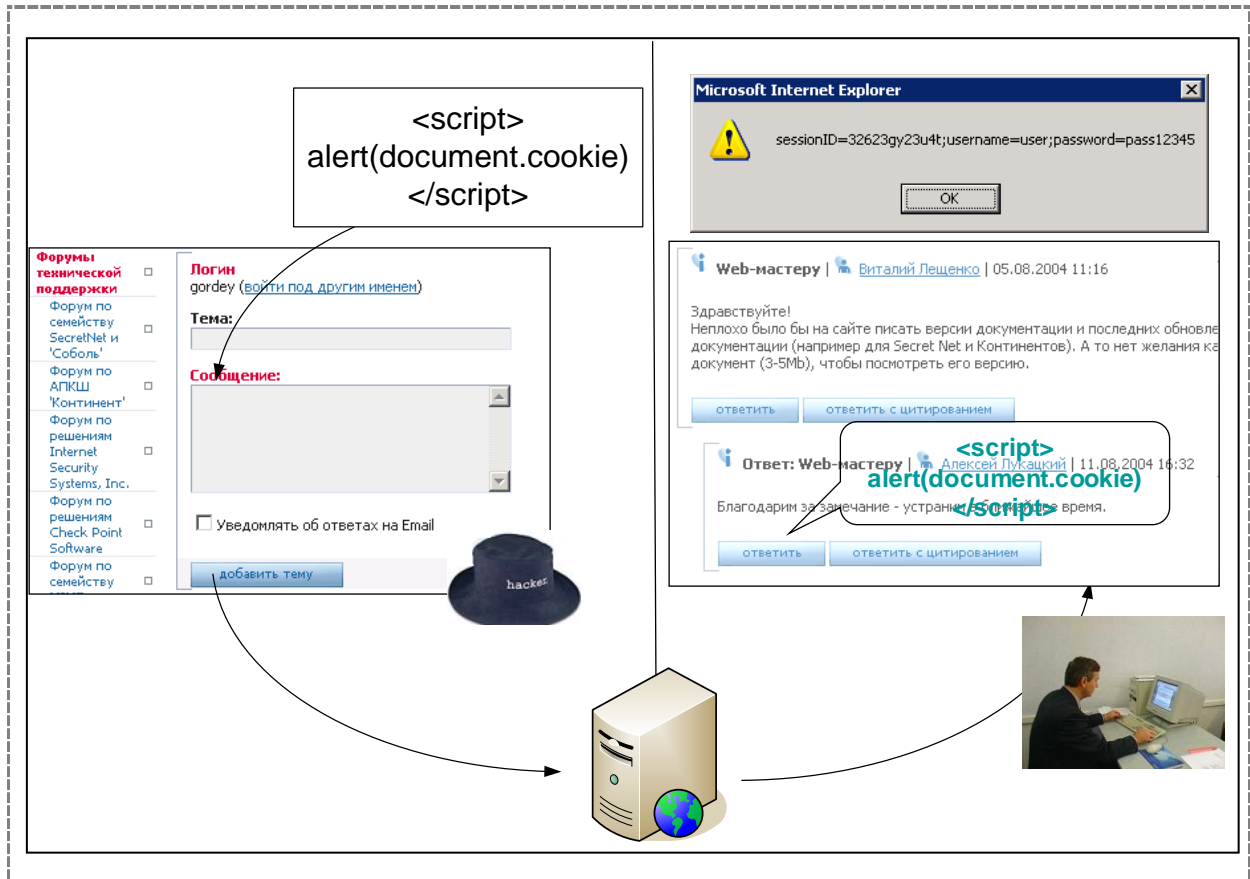 <script>
alert(document.cookie)
</script>
Форумы
технической
поддержки
Форум по
семейству
SecretNet и
'Соболь'
Форум по
АПКШ
'Континент'
Форум по
решениям
Internet
Security
Systems, Inc.
Форум по
решениям
Check Point
Software
Форум по
семейству
Логин
gordey (войти под другим именем)
Тема:
Сообщение:
Уведомлять об ответах на Email
добавить тему
hacker
Microsoft Internet Explorer
sessionID=32623gy23u4t;username=user;password=pass12345
OK
Web-мастеру | Виталий Лещенко | 05.08.2004 11:16
Здравствуйте!
Неплохо было бы на сайте писать версии документации и последних обновле
документации (например для Secret Net и Континентов). А то нет желания ка
документ (3-5Mb), чтобы посмотреть его версию.
ответить ответить с цитированием
Ответ: Web-мастеру | Алексей Лукацкий | 11.08.2004 16:32
<script>
alert(document.cookie)
</script>
Благодарим за замечание - устраним в ближайшее время.
ответить ответить с цитированием